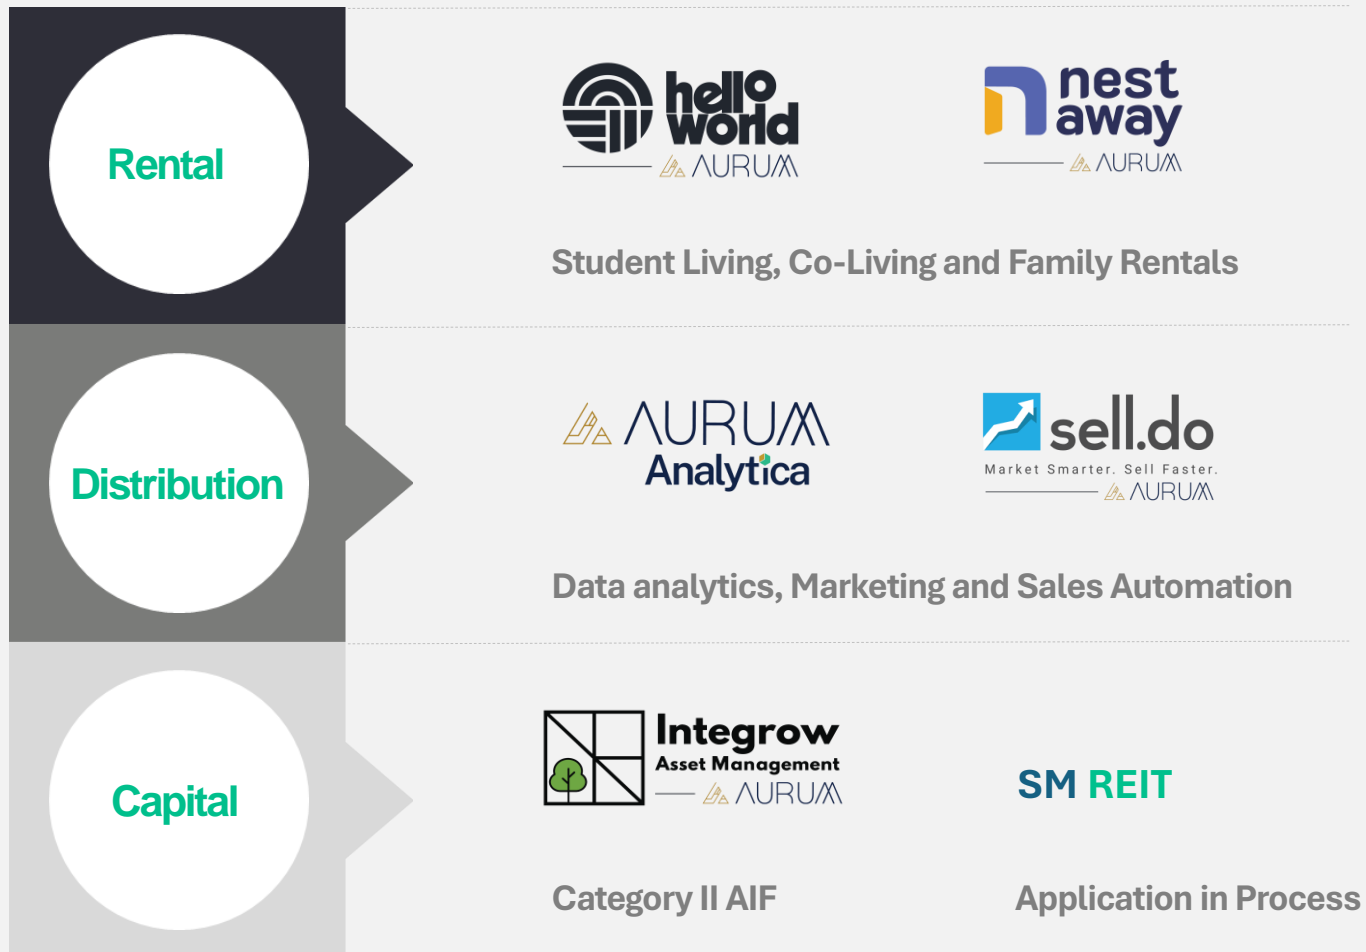 Rental
hello
world
AURUM
nest
away
AURUM
Student Living, Co-Living and Family Rentals
Distribution
AURUM
Analytica
sell.do
Market Smarter. Sell Faster.
AURUM
Data analytics, Marketing and Sales Automation
Capital
Integrow
Asset Management
AURUM
SM REIT
Category II AIF
Application in Process